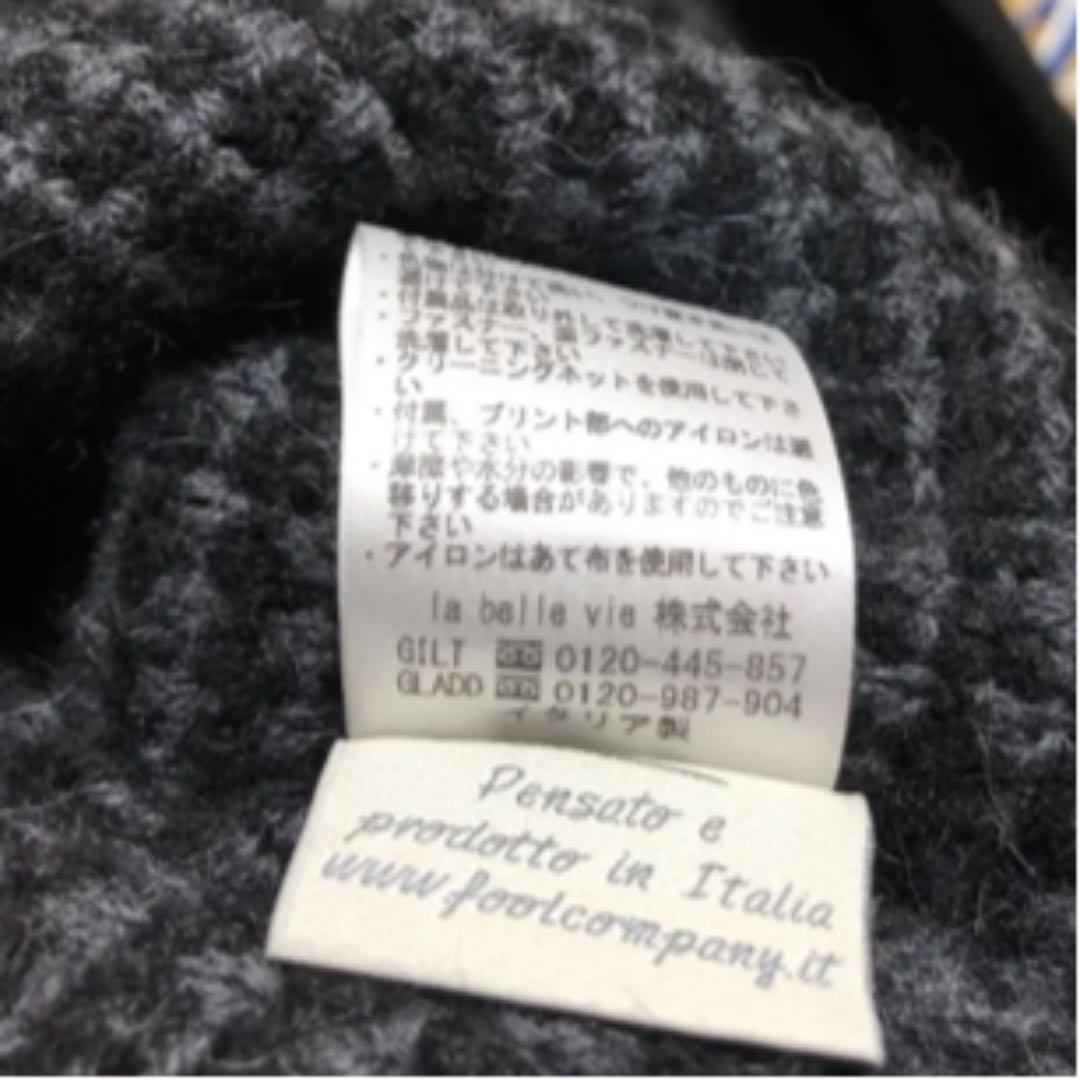 ・付属品は取り外して洗濯して下さい
・ファスナー、面ファスナーは閉じて
洗濯して下さい
・クリーニングネットを使用して下さ
い
・付属、プリント部へのアイロンは避
けて下さい
・摩擦や水分の影響で、他のものに色
移りする場合がありますのでご注意
下さい
・アイロンはあて布を使用して下さい
la belle vie 株式会社
GILT 0120-445-857
GLADD 0120-987-904
イタリア製
Pensato e
prodotto in Italia
www.foolcompany.it